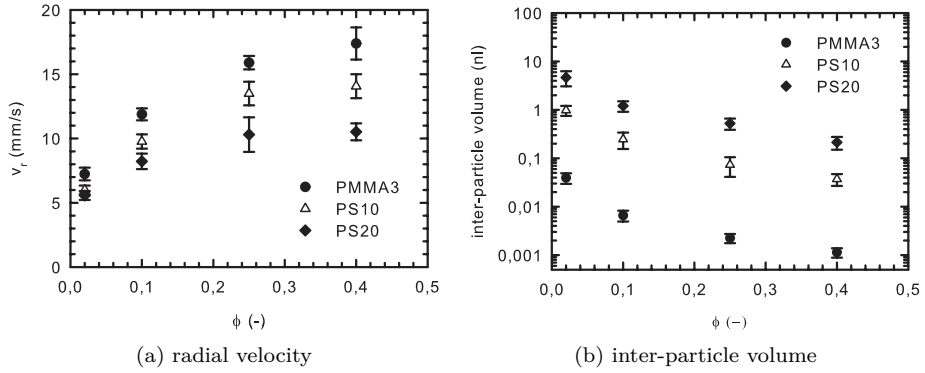 20
15
10
5
0
v_r (mm/s)
PMMA3
PS10
PS20
0,0 0,1 0,2 0,3 0,4 0,5
ϕ (-)
(a) radial velocity
100
10
1
0,1
0,01
0,001
inter-particle volume (nl)
PMMA3
PS10
PS20
0,0 0,1 0,2 0,3 0,4 0,5
ϕ (−)
(b) inter-particle volume